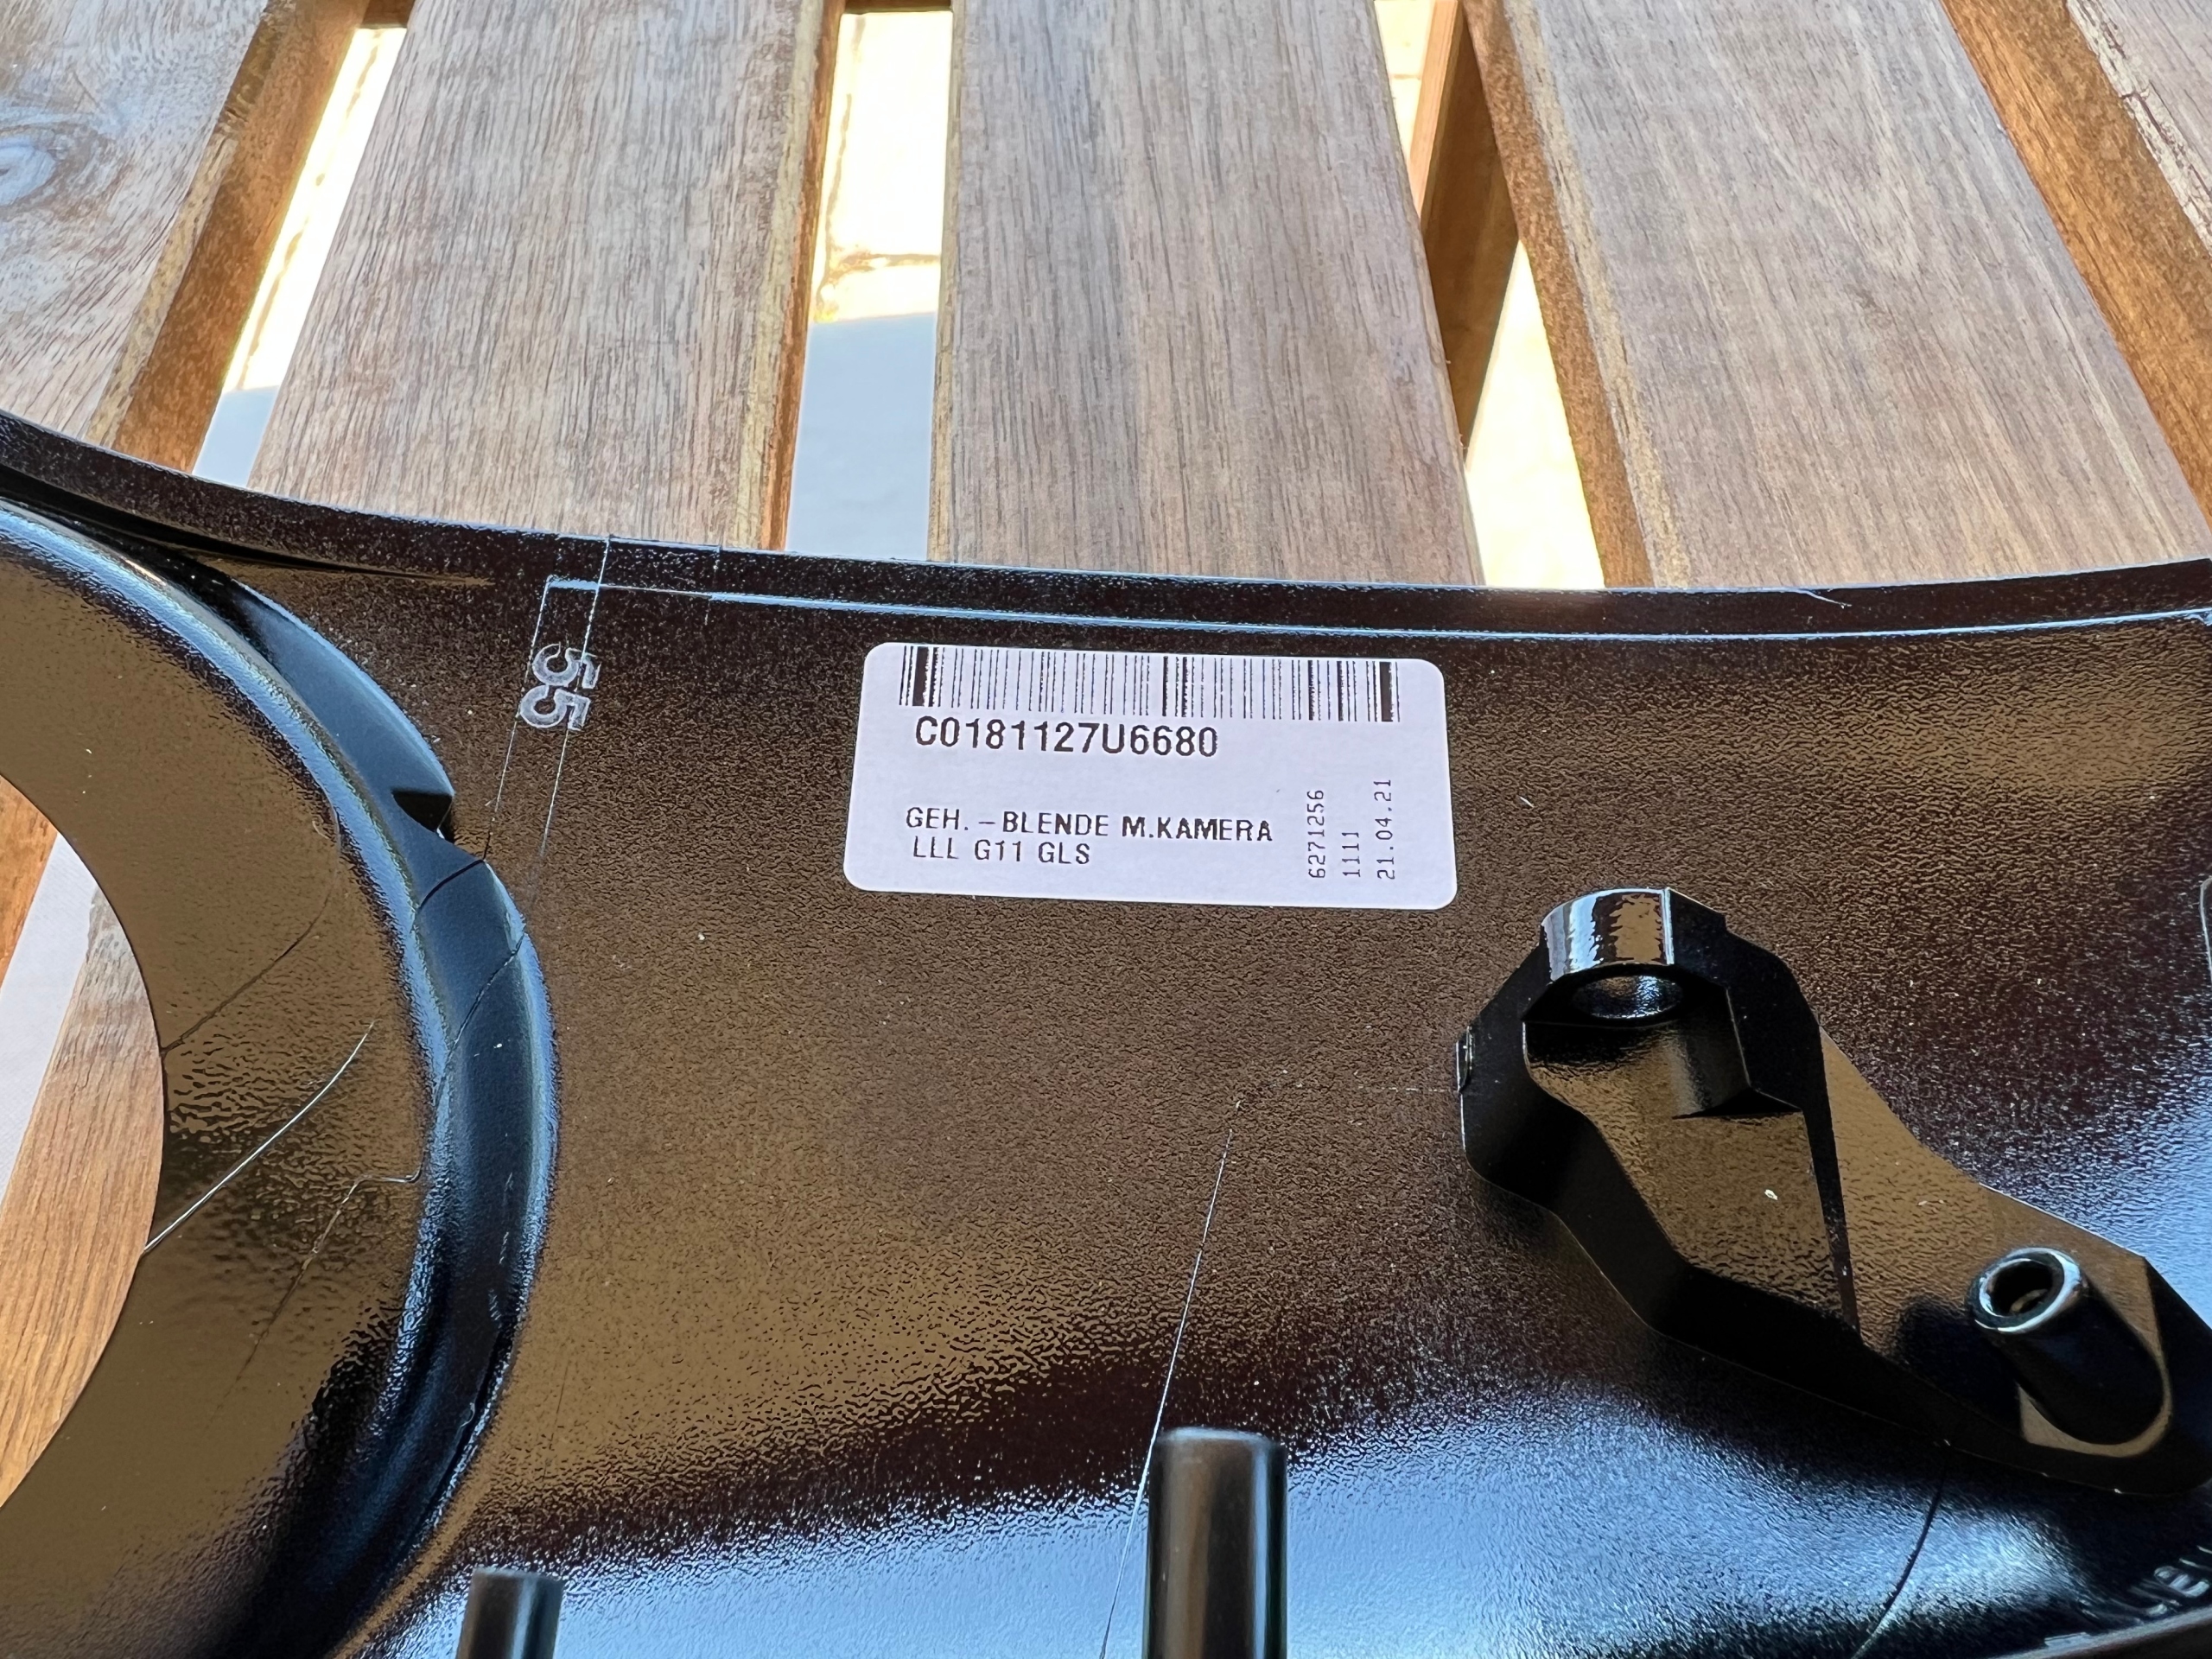 55
C0181127U6680
GEH. -BLENDE M.KAMERA
LLL G11 GLS
6271256
1111
21.04.21